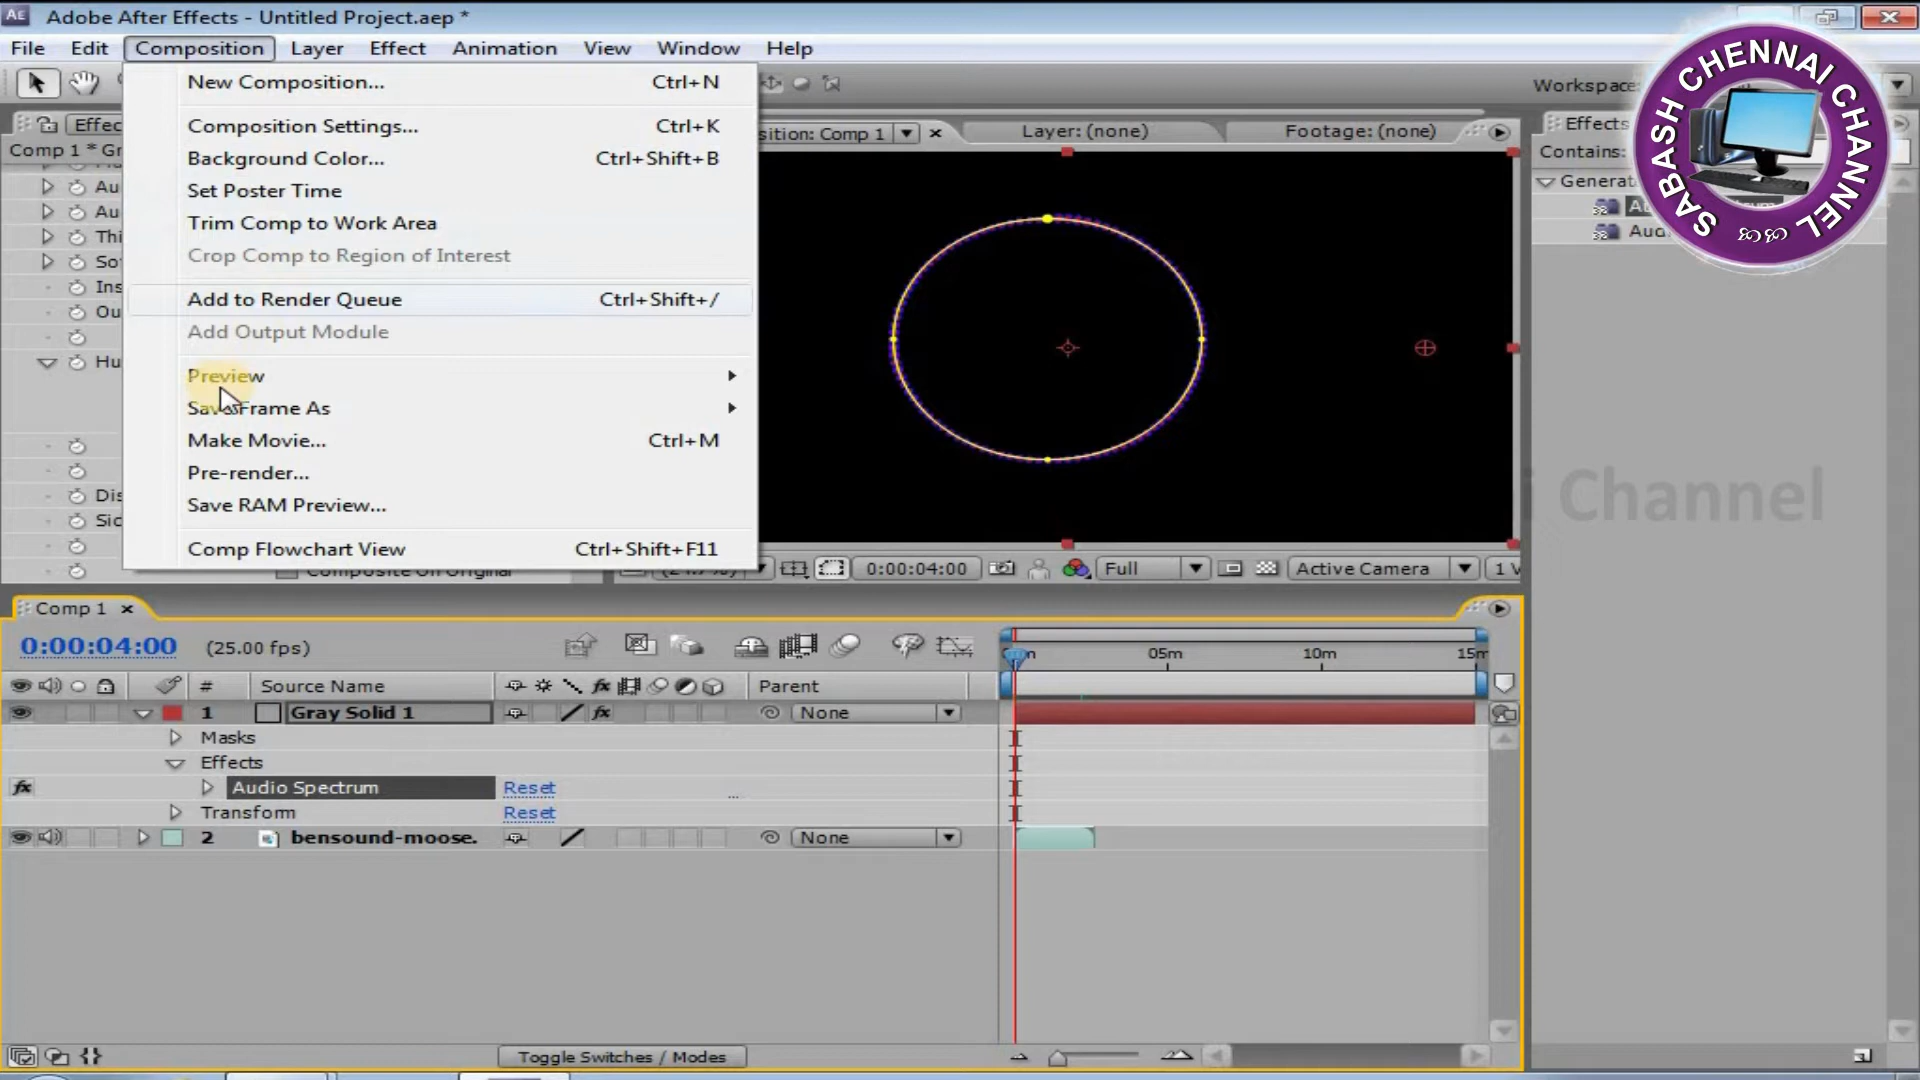 Adobe After Effects - Untitled Project.aep *
File Edit Composition Layer Effect Animation View Window Help
New Composition... Ctrl+N
Composition Settings... Ctrl+K
Background Color... Ctrl+Shift+B
Set Poster Time
Trim Comp to Work Area
Crop Comp to Region of Interest
Add to Render Queue Ctrl+Shift+/
Add Output Module
Preview
Save Frame As
Make Movie... Ctrl+M
Pre-render...
Save RAM Preview...
Comp Flowchart View Ctrl+Shift+F11
Effec
Comp 1 * Gr
Au
Au
Thi
Sof
Ins
Ou
Hu
Dis
Sic
Composite On Original
sition: Comp 1
Layer: (none)
Footage: (none)
0:00:04:00
Full
Active Camera
1 V
Workspace:
Effects
Contains:
Generat
Aud
SABASH CHENNAI CHANNEL
i Channel
Comp 1
0:00:04:00 (25.00 fps)
05m 10m 15m
# Source Name Parent
1 Gray Solid 1 None
Masks
Effects
fx Audio Spectrum Reset
Transform Reset
2 bensound-moose. None
Toggle Switches / Modes